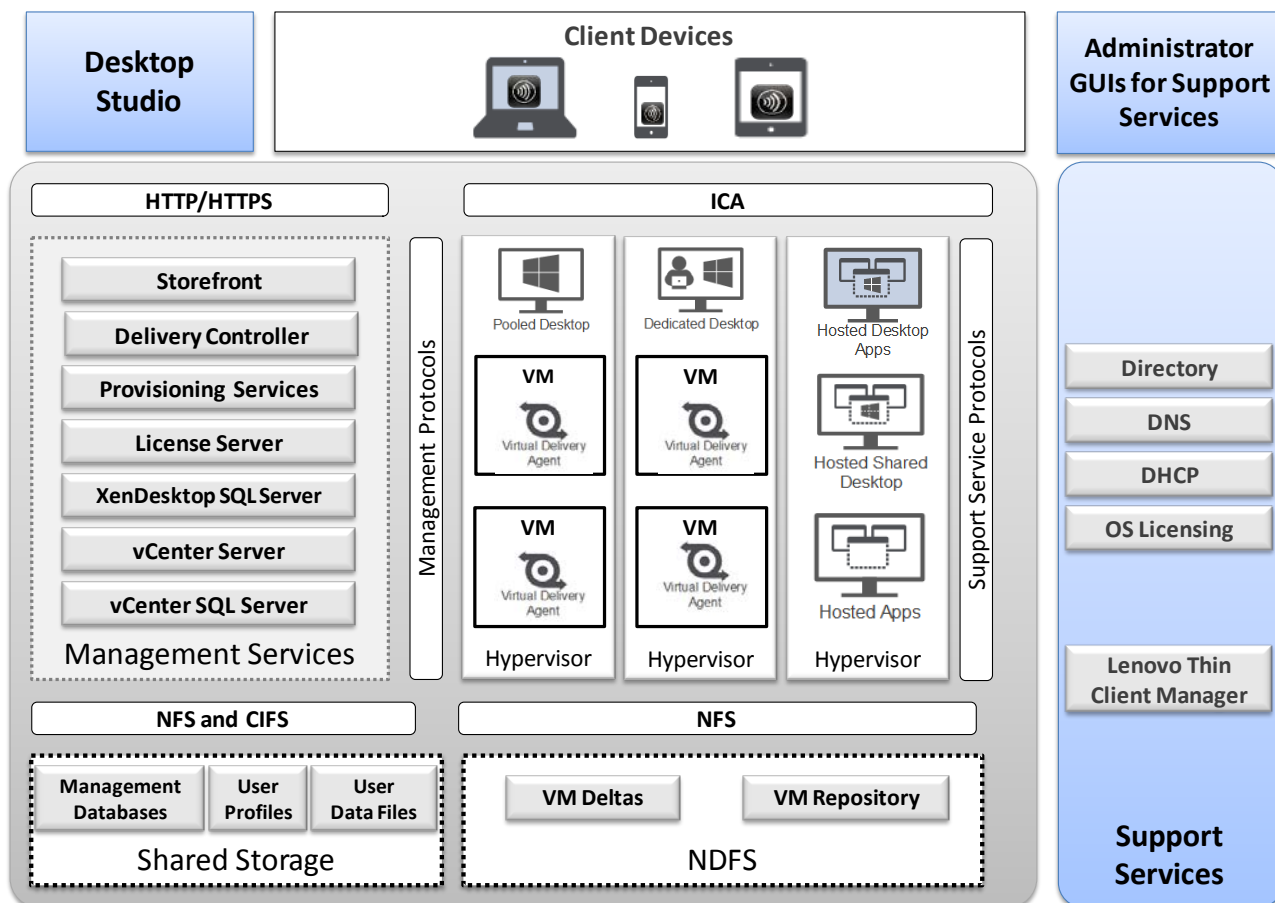 Desktop
Studio
Client Devices
Administrator
GUIs for Support
Services
HTTP/HTTPS
ICA
Storefront
Delivery Controller
Provisioning Services
License Server
XenDesktop SQL Server
vCenter Server
vCenter SQL Server
Management Services
Management Protocols
Pooled Desktop
VM
Virtual Delivery
Agent
VM
Virtual Delivery
Agent
Hypervisor
Dedicated Desktop
VM
Virtual Delivery
Agent
VM
Virtual Delivery
Agent
Hypervisor
Hosted Desktop
Apps
Hosted Shared
Desktop
Hosted Apps
Hypervisor
Support Service Protocols
Directory
DNS
DHCP
OS Licensing
Lenovo Thin
Client Manager
Support
Services
NFS and CIFS
NFS
Management
Databases
User
Profiles
User
Data Files
Shared Storage
VM Deltas
VM Repository
NDFS